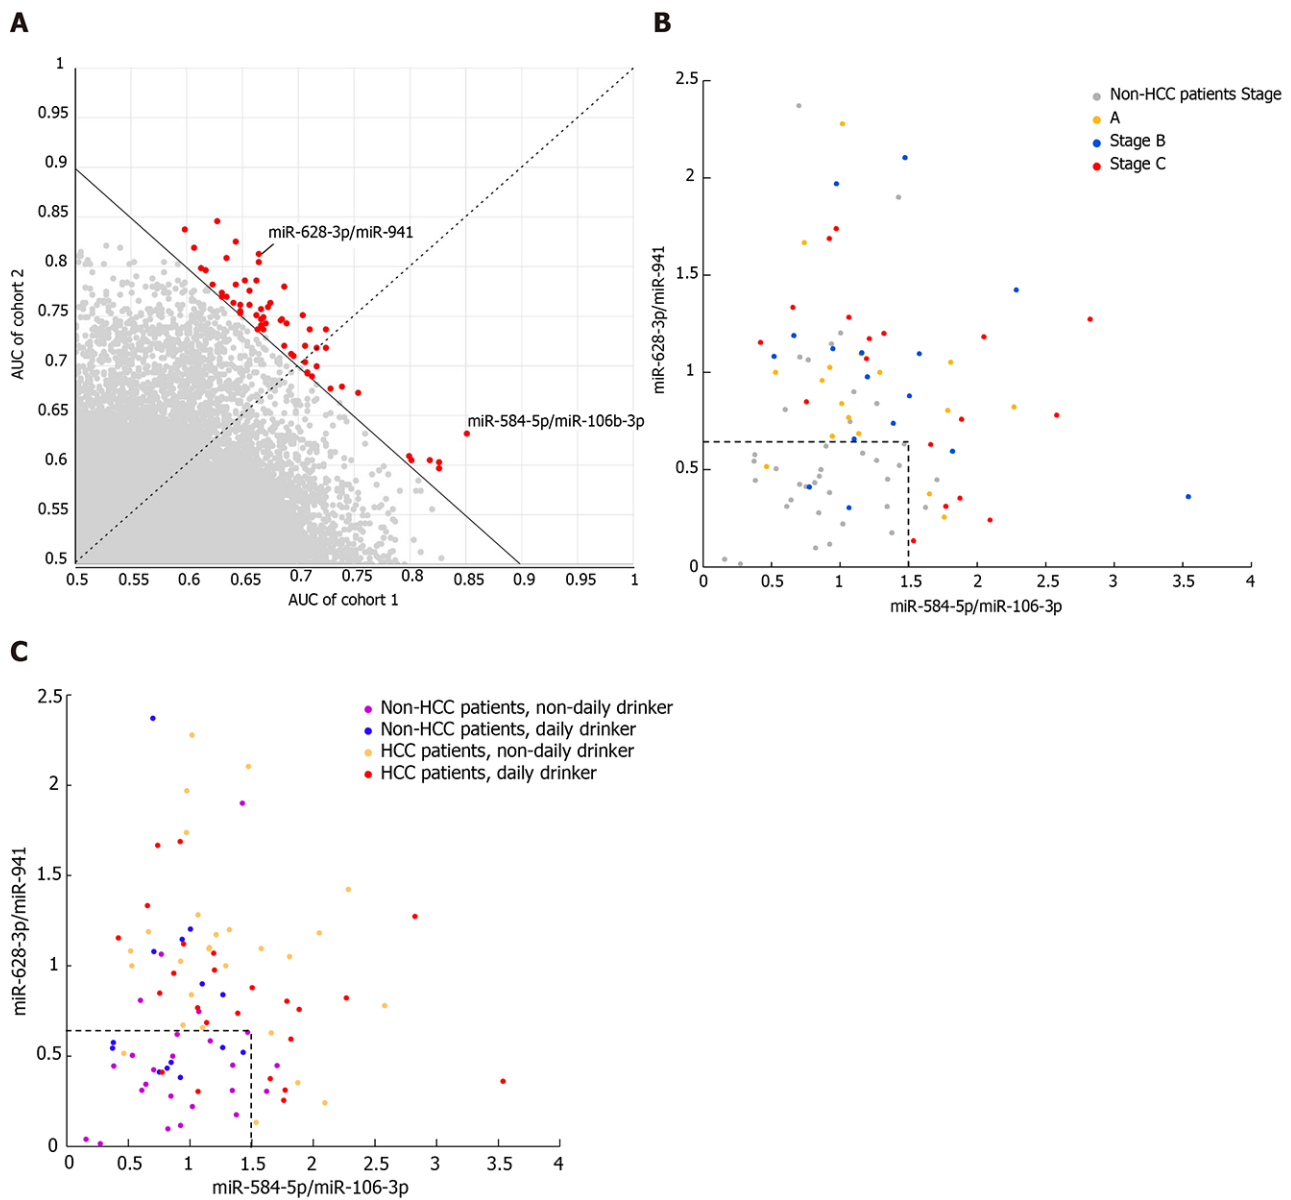 A
1
0.95
0.9
0.85
0.8
0.75
0.7
0.65
0.6
0.55
0.5
AUC of cohort 2
miR-628-3p/miR-941
miR-584-5p/miR-106b-3p
0.5 0.55 0.6 0.65 0.7 0.75 0.8 0.85 0.9 0.95 1
AUC of cohort 1
B
2.5
2
1.5
1
0.5
0
miR-628-3p/miR-941
Non-HCC patients Stage
A
Stage B
Stage C
0 0.5 1 1.5 2 2.5 3 3.5 4
miR-584-5p/miR-106-3p
C
2.5
2
1.5
1
0.5
0
miR-628-3p/miR-941
Non-HCC patients, non-daily drinker
Non-HCC patients, daily drinker
HCC patients, non-daily drinker
HCC patients, daily drinker
0 0.5 1 1.5 2 2.5 3 3.5 4
miR-584-5p/miR-106-3p